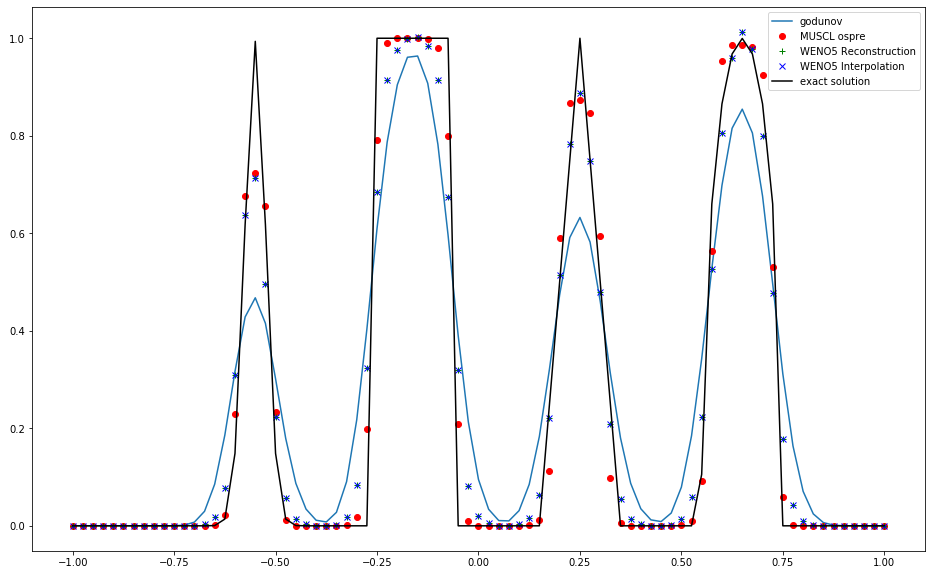 godunov
MUSCL ospre
WENO5 Reconstruction
WENO5 Interpolation
exact solution
1.0
0.8
0.6
0.4
0.2
0.0
−1.00 −0.75 −0.50 −0.25 0.00 0.25 0.50 0.75 1.00